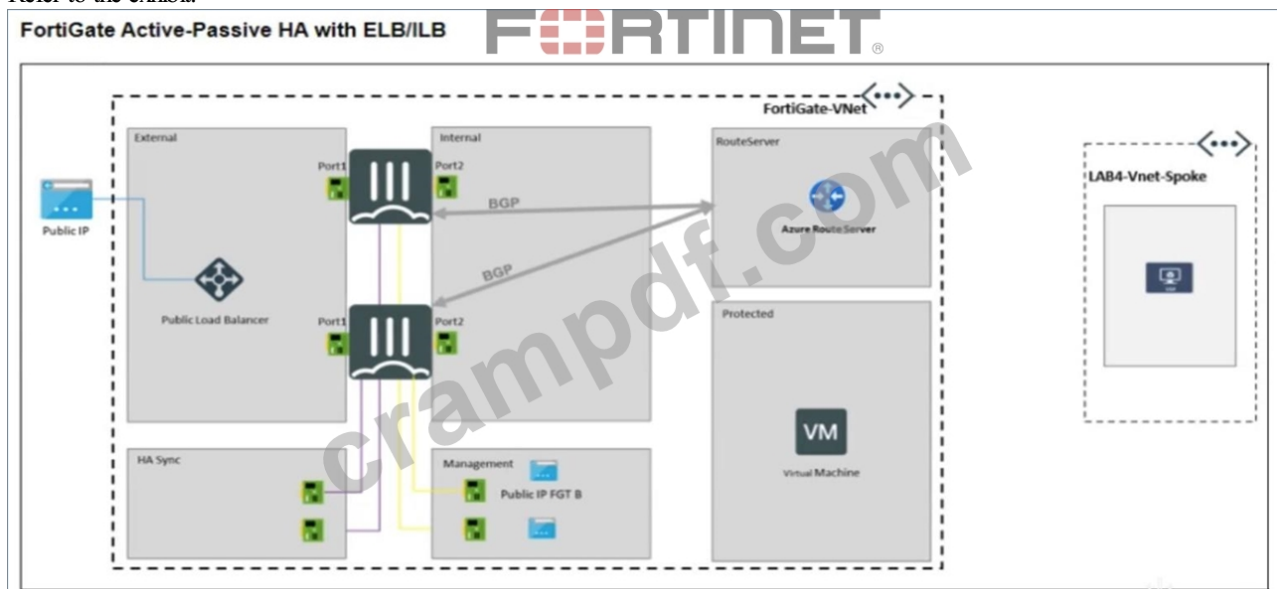 Refer to the exhibit.
FortiGate Active-Passive HA with ELB/ILB
FORTINET®
FortiGate-VNet
External
Internal
RouteServer
Port1
Port2
BGP
LAB4-Vnet-Spoke
Public IP
Azure Route Server
BGP
Public Load Balancer
Port1
Port2
Protected
HA Sync
Management
Public IP FGT B
VM
Virtual Machine
crampdf.com